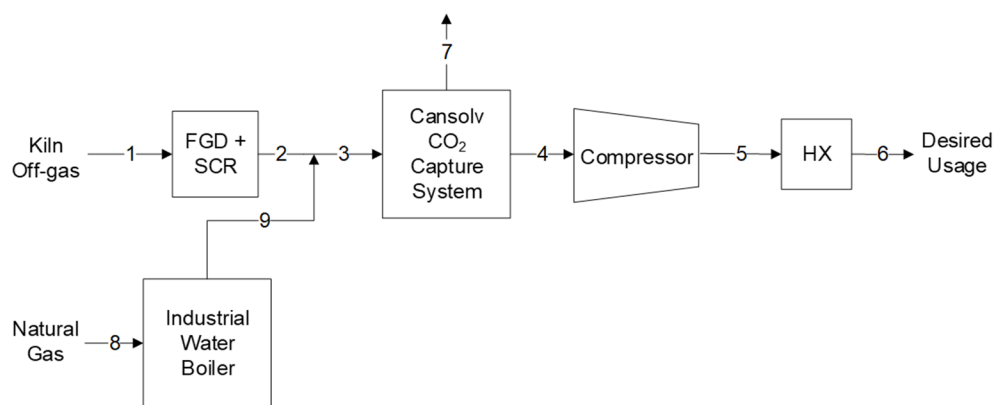 7
Kiln
Off-gas
1
FGD +
SCR
2
3
Cansolv
CO₂
Capture
System
4
Compressor
5
HX
6
Desired
Usage
9
Natural
Gas
8
Industrial
Water
Boiler